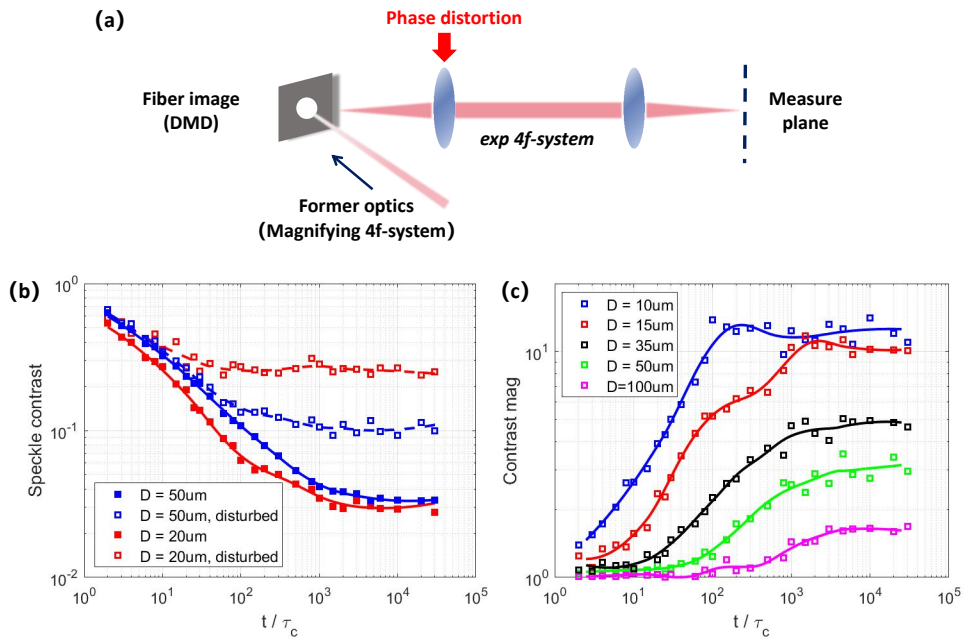 (a)
Phase distortion
Fiber image
(DMD)
exp 4f-system
Measure
plane
Former optics
(Magnifying 4f-system)
(b)
Speckle contrast
10^0
10^-1
10^-2
D = 50um
D = 50um, disturbed
D = 20um
D = 20um, disturbed
10^0 10^1 10^2 10^3 10^4 10^5
t / τ_c
(c)
Contrast mag
10^1
10^0
D = 10um
D = 15um
D = 35um
D = 50um
D=100um
10^0 10^1 10^2 10^3 10^4 10^5
t / τ_c